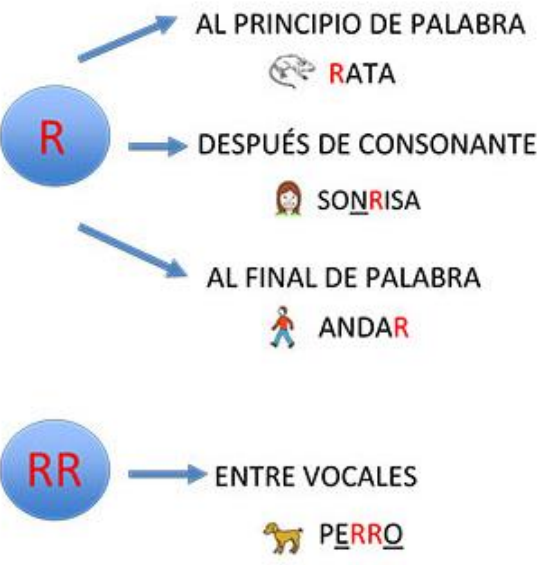 AL PRINCIPIO DE PALABRA
RATA
R
DESPUÉS DE CONSONANTE
SONRISA
AL FINAL DE PALABRA
ANDAR
RR
ENTRE VOCALES
PERRO